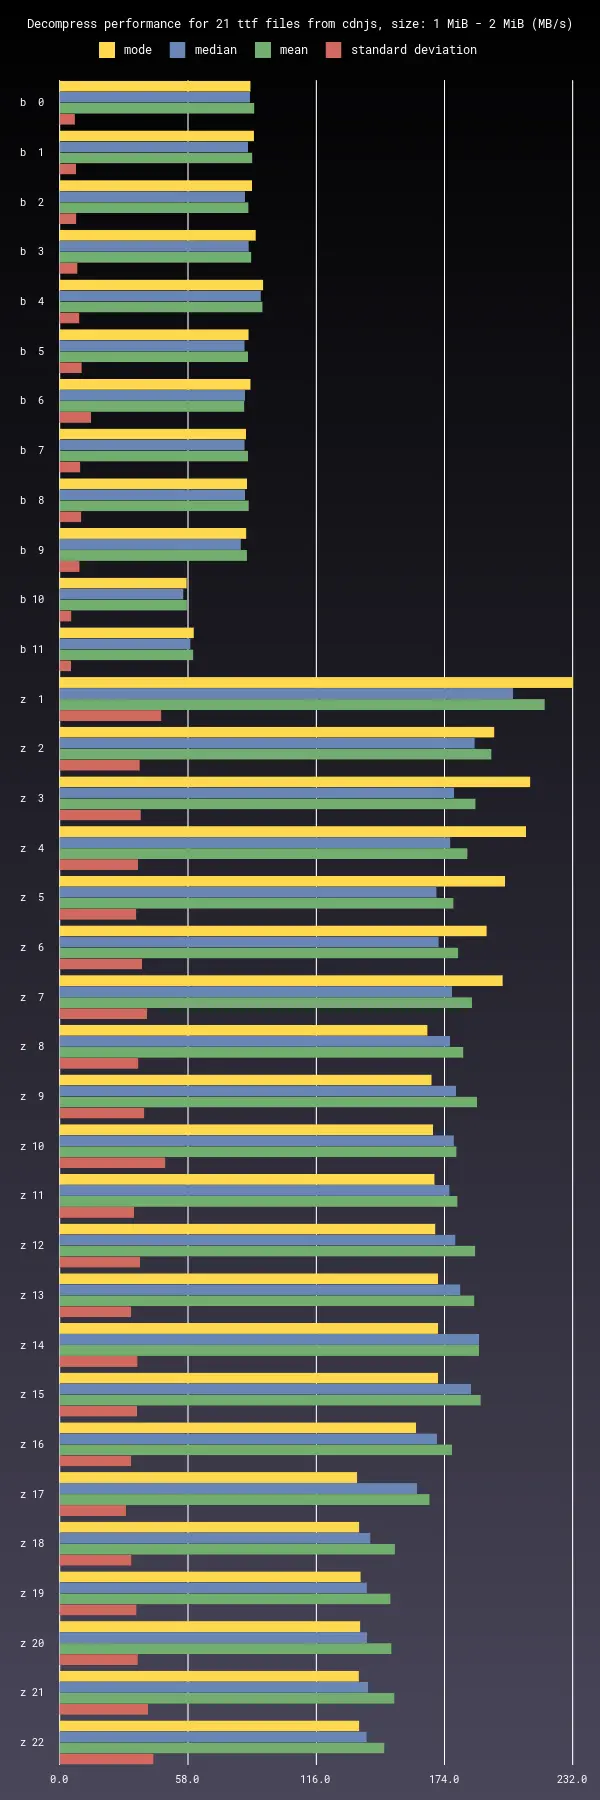 Decompress performance for 21 ttf files from cdnjs, size: 1 MiB - 2 MiB (MB/s)
mode median mean standard deviation
b 0
b 1
b 2
b 3
b 4
b 5
b 6
b 7
b 8
b 9
b 10
b 11
z 1
z 2
z 3
z 4
z 5
z 6
z 7
z 8
z 9
z 10
z 11
z 12
z 13
z 14
z 15
z 16
z 17
z 18
z 19
z 20
z 21
z 22
0.0 58.0 116.0 174.0 232.0